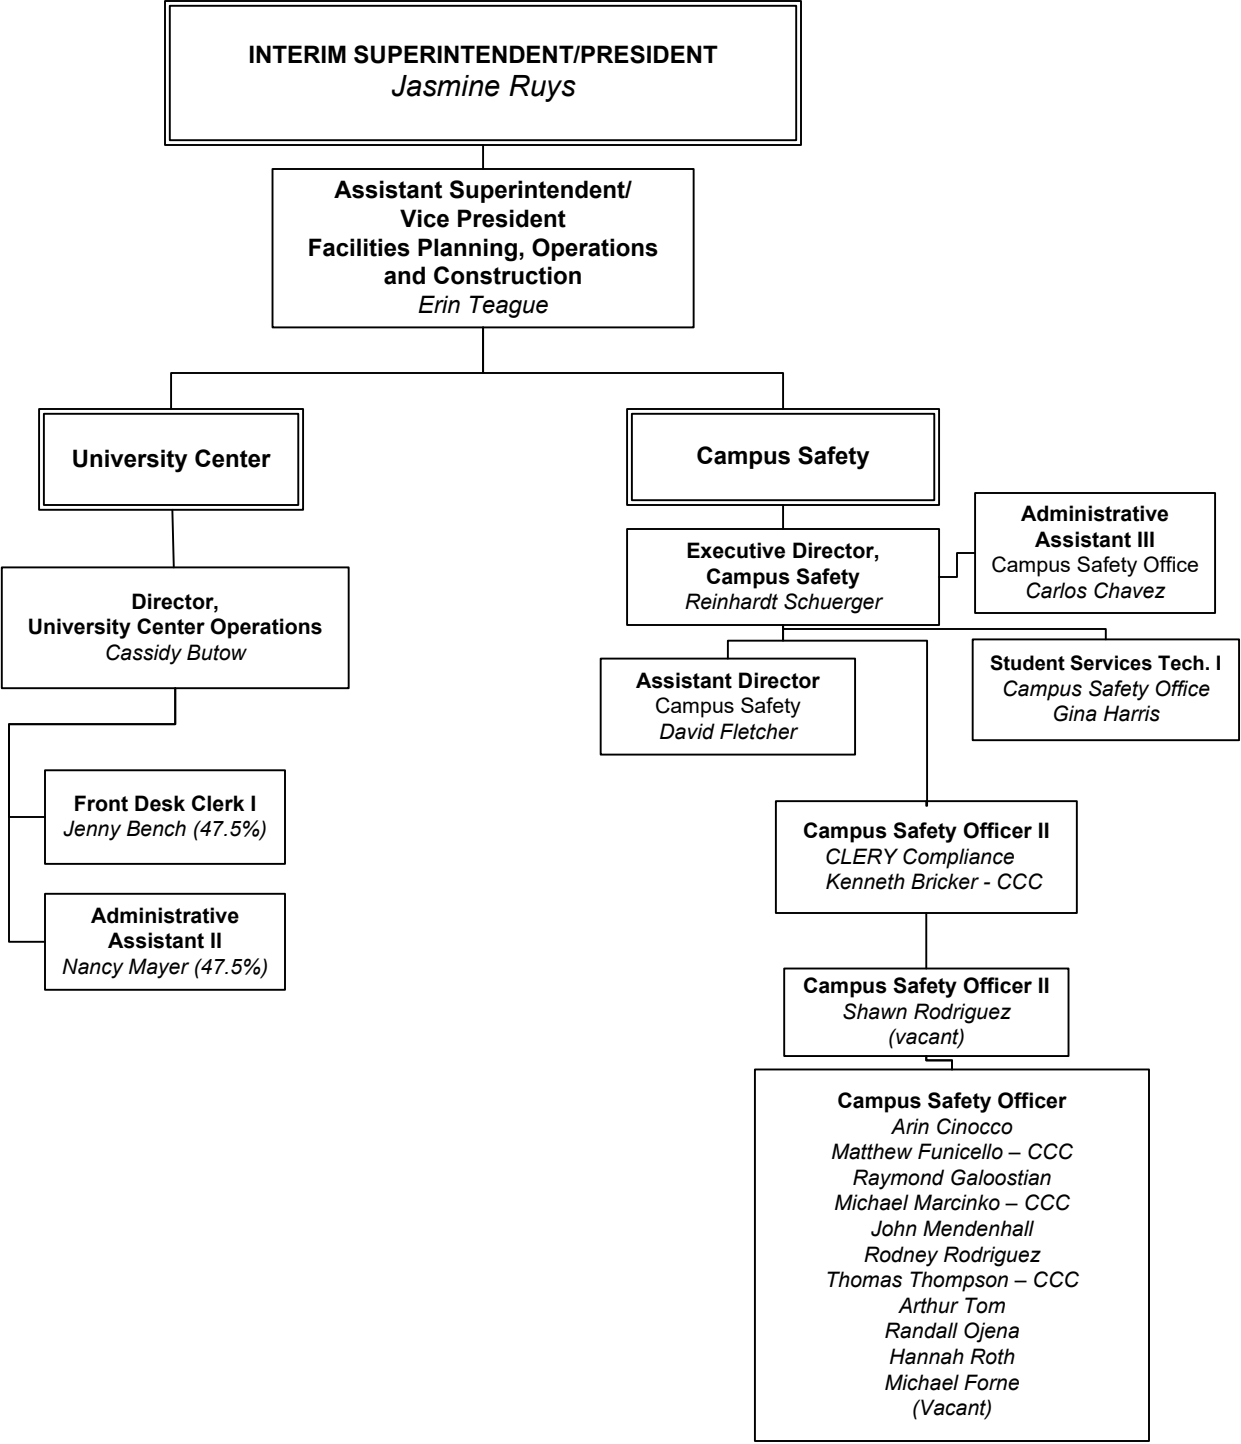 INTERIM SUPERINTENDENT/PRESIDENT
Jasmine Ruys
Assistant Superintendent/
Vice President
Facilities Planning, Operations
and Construction
Erin Teague
University Center
Director,
University Center Operations
Cassidy Butow
Front Desk Clerk I
Jenny Bench (47.5%)
Administrative
Assistant II
Nancy Mayer (47.5%)
Campus Safety
Executive Director,
Campus Safety
Reinhardt Schuerger
Administrative
Assistant III
Campus Safety Office
Carlos Chavez
Assistant Director
Campus Safety
David Fletcher
Student Services Tech. I
Campus Safety Office
Gina Harris
Campus Safety Officer II
CLERY Compliance
Kenneth Bricker - CCC
Campus Safety Officer II
Shawn Rodriguez
(vacant)
Campus Safety Officer
Arin Cinocco
Matthew Funicello – CCC
Raymond Galoostian
Michael Marcinko – CCC
John Mendenhall
Rodney Rodriguez
Thomas Thompson – CCC
Arthur Tom
Randall Ojena
Hannah Roth
Michael Forne
(Vacant)